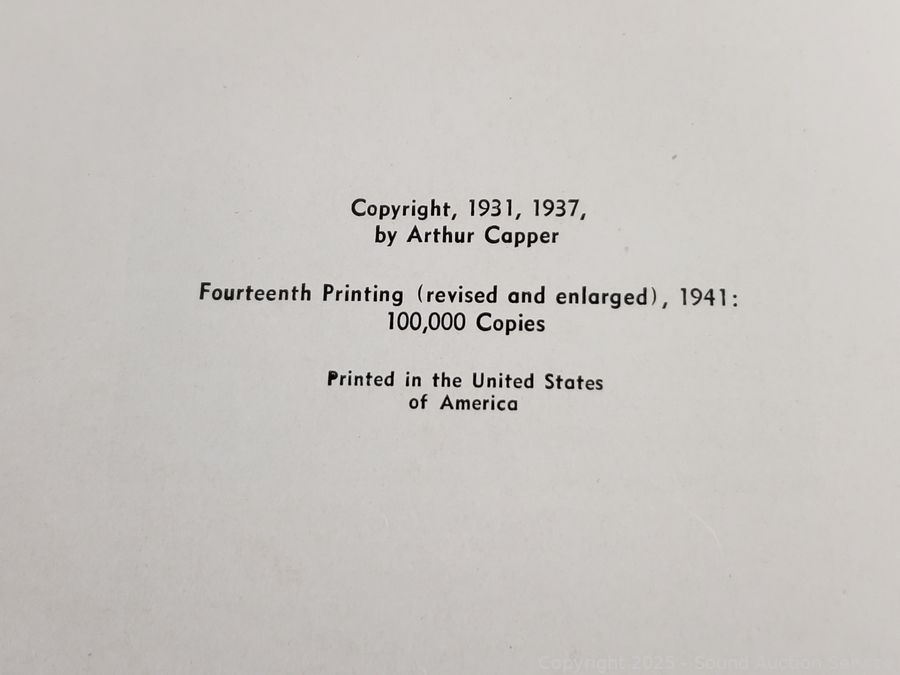 Copyright, 1931, 1937,
by Arthur Capper
Fourteenth Printing (revised and enlarged), 1941:
100,000 Copies
Printed in the United States
of America
Copyright 2025 - Sound Auction Service